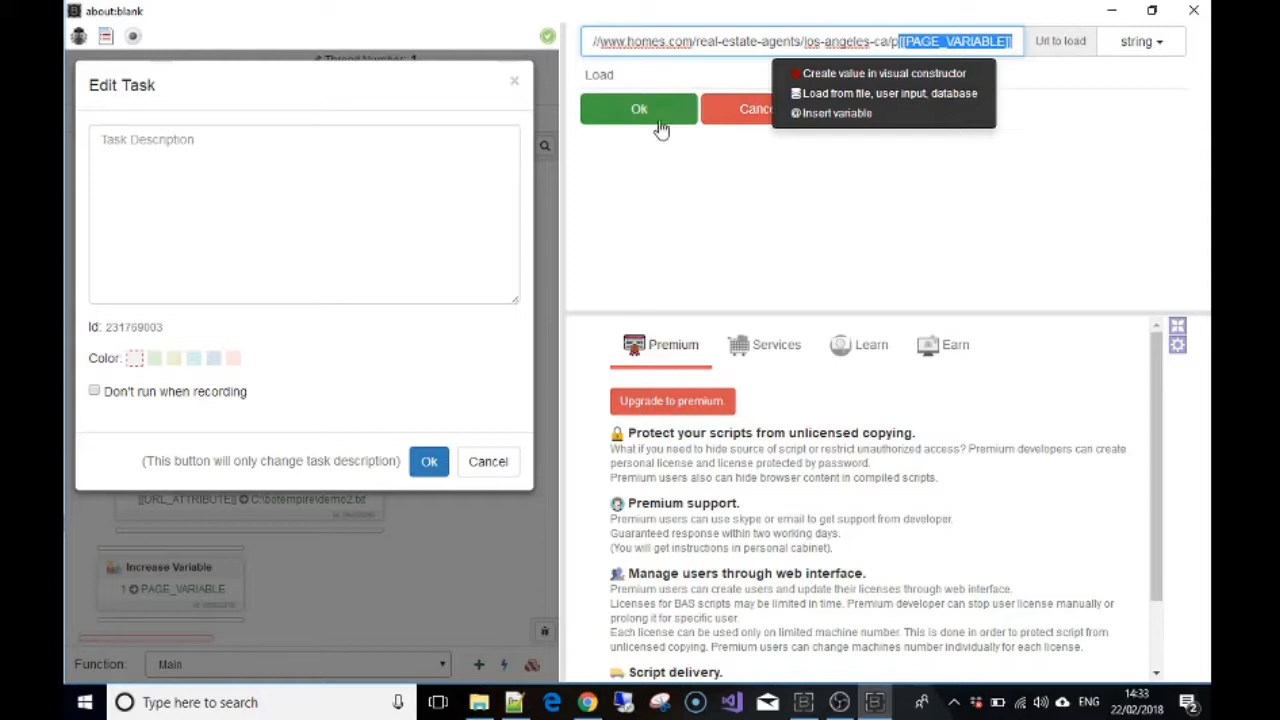 about:blank
Thread Number: 1
Edit Task
×
Task Description
Id: 231769003
Color:
Don't run when recording
(This button will only change task description)
Ok
Cancel
[[URL_ATTRIBUTE]] C:\botempire\demo2.txt
Increase Variable
1 PAGE_VARIABLE
Function:
Main
//www.homes.com/real-estate-agents/los-angeles-ca/p[[PAGE_VARIABLE]]
Url to load
string
Load
Ok
Cance
Create value in visual constructor
Load from file, user input, database
@ Insert variable
Premium
Services
Learn
Earn
Upgrade to premium.
Protect your scripts from unlicensed copying.
What if you need to hide source of script or restrict unauthorized access? Premium developers can create
personal license and license protected by password.
Premium users also can hide browser content in compiled scripts.
Premium support.
Premium users can use skype or email to get support from developer.
Guaranteed response within two working days.
(You will get instructions in personal cabinet).
Manage users through web interface.
Premium users can create users and update their licenses through web interface.
Licenses for BAS scripts may be limited in time. Premium developer can stop user license manually or
prolong it for specific user.
Each license can be used only on limited machine number. This is done in order to protect script from
unlicensed copying. Premium users can change machines number individually for each license.
Script delivery.
Type here to search
ENG
14:33
22/02/2018
2